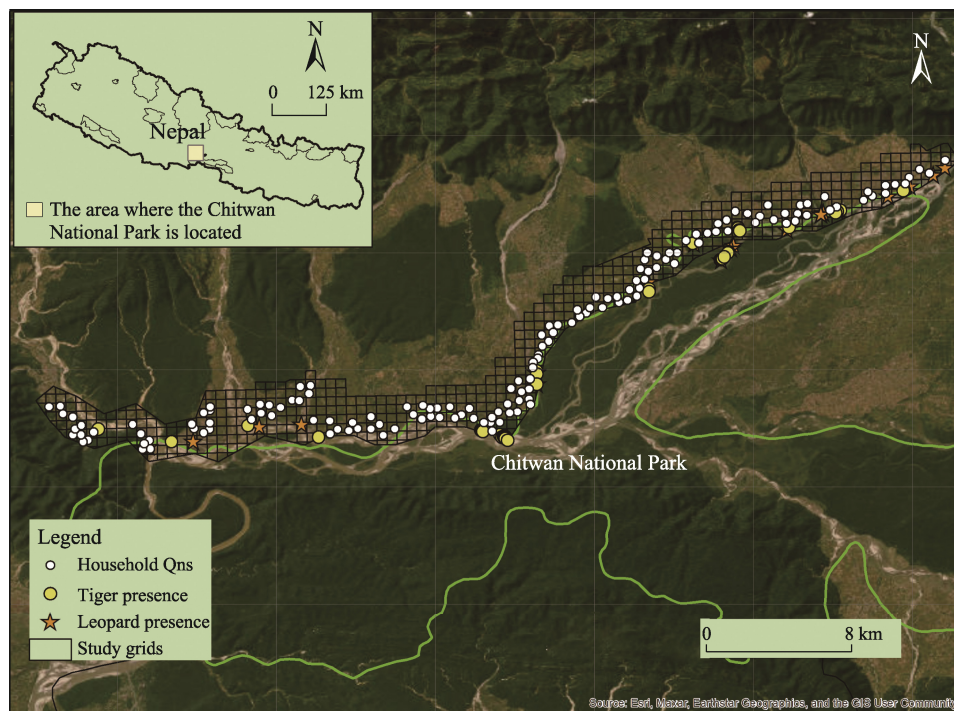 N
0 125 km
Nepal
The area where the Chitwan
National Park is located
N
Chitwan National Park
Legend
Household Qns
Tiger presence
Leopard presence
Study grids
0 8 km
Source: Esri, Maxar, Earthstar Geographics, and the GIS User Community